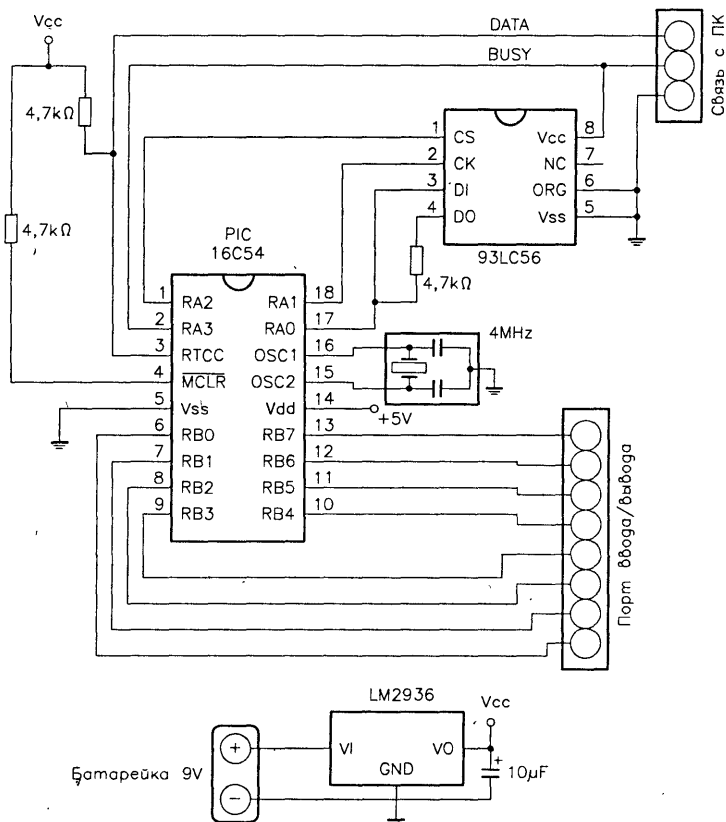 Vcc
4,7kΩ
4,7kΩ
DATA
BUSY
Связь с ПК
1 CS Vcc 8
2 CK NC 7
3 DI ORG 6
4 DO Vss 5
93LC56
4,7kΩ
PIC
16C54
1 RA2 RA1 18
2 RA3 RA0 17
3 RTCC OSC1 16
4 MCLR OSC2 15
5 Vss Vdd 14
6 RB0 RB7 13
7 RB1 RB6 12
8 RB2 RB5 11
9 RB3 RB4 10
4MHz
+5V
Порт ввода/вывода
LM2936
Vcc
Батарейка 9V
+
−
VI VO
GND
+
10µF